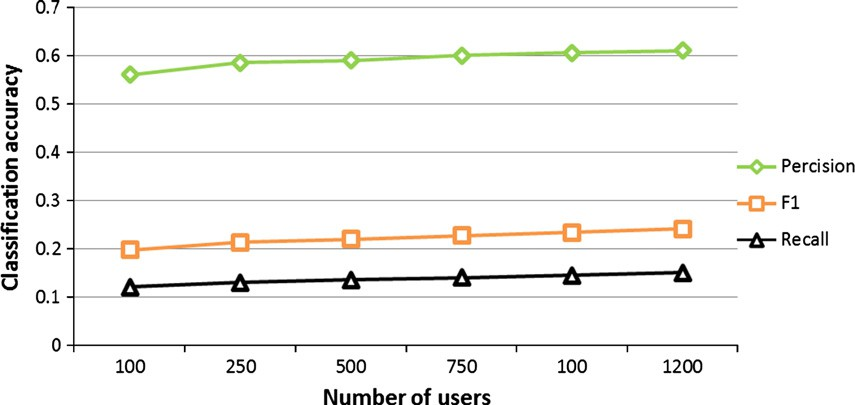 0.7
0.6
0.5
0.4
0.3
0.2
0.1
0
Classification accuracy
100 250 500 750 100 1200
Number of users
Percision
F1
Recall